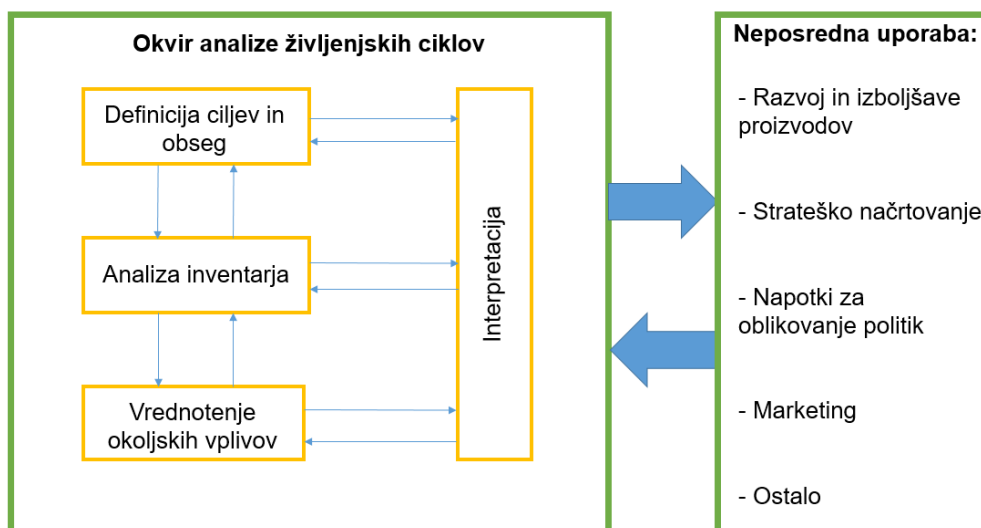 Okvir analize življenjskih ciklov
Definicija ciljev in
obseg
Analiza inventarja
Vrednotenje
okoljskih vplivov
Interpretacija
Neposredna uporaba:
- Razvoj in izboljšave
proizvodov
- Strateško načrtovanje
- Napotki za
oblikovanje politik
- Marketing
- Ostalo